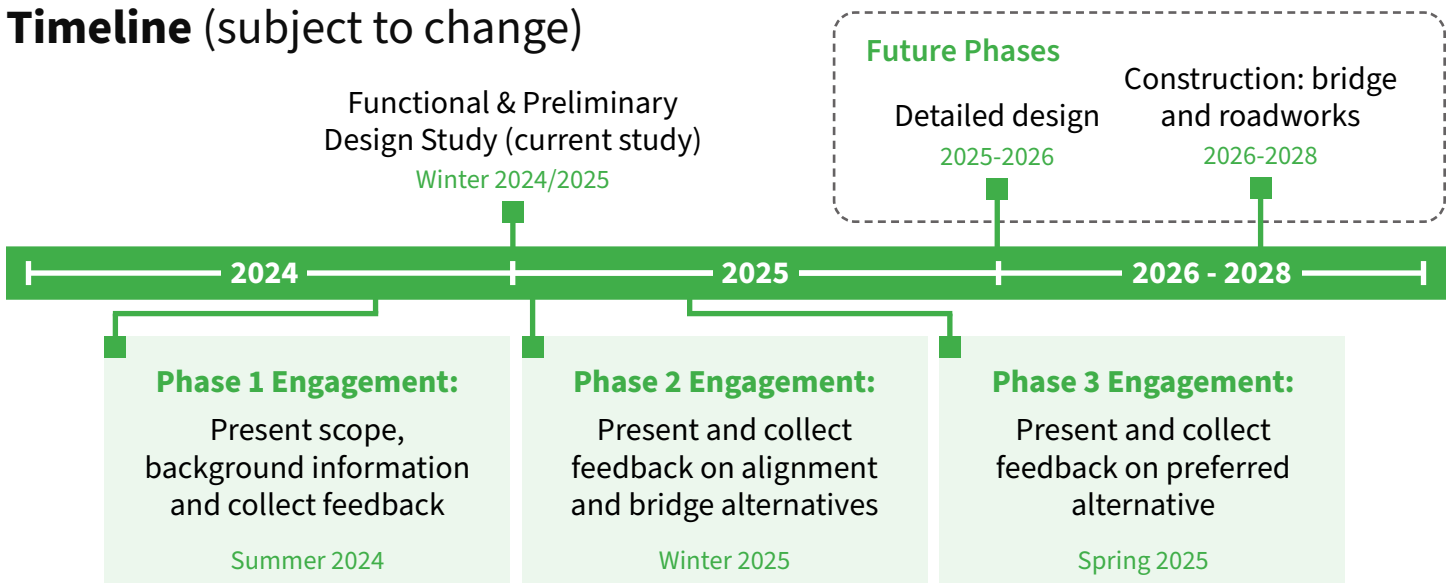 Timeline (subject to change)
Functional & Preliminary
Design Study (current study)
Winter 2024/2025
Future Phases
Detailed design
2025-2026
Construction: bridge
and roadworks
2026-2028
2024
2025
2026 - 2028
Phase 1 Engagement:
Present scope,
background information
and collect feedback
Summer 2024
Phase 2 Engagement:
Present and collect
feedback on alignment
and bridge alternatives
Winter 2025
Phase 3 Engagement:
Present and collect
feedback on preferred
alternative
Spring 2025